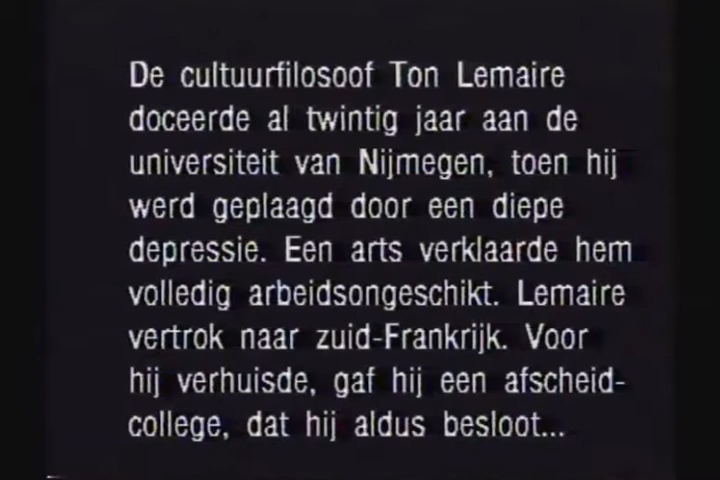 De cultuurfilosoof Ton Lemaire
doceerde al twintig jaar aan de
universiteit van Nijmegen, toen hij
werd geplaagd door een diepe
depressie. Een arts verklaarde hem
volledig arbeidsongeschikt. Lemaire
vertrok naar zuid-Frankrijk. Voor
hij verhuisde, gaf hij een afscheid-
college, dat hij aldus besloot...